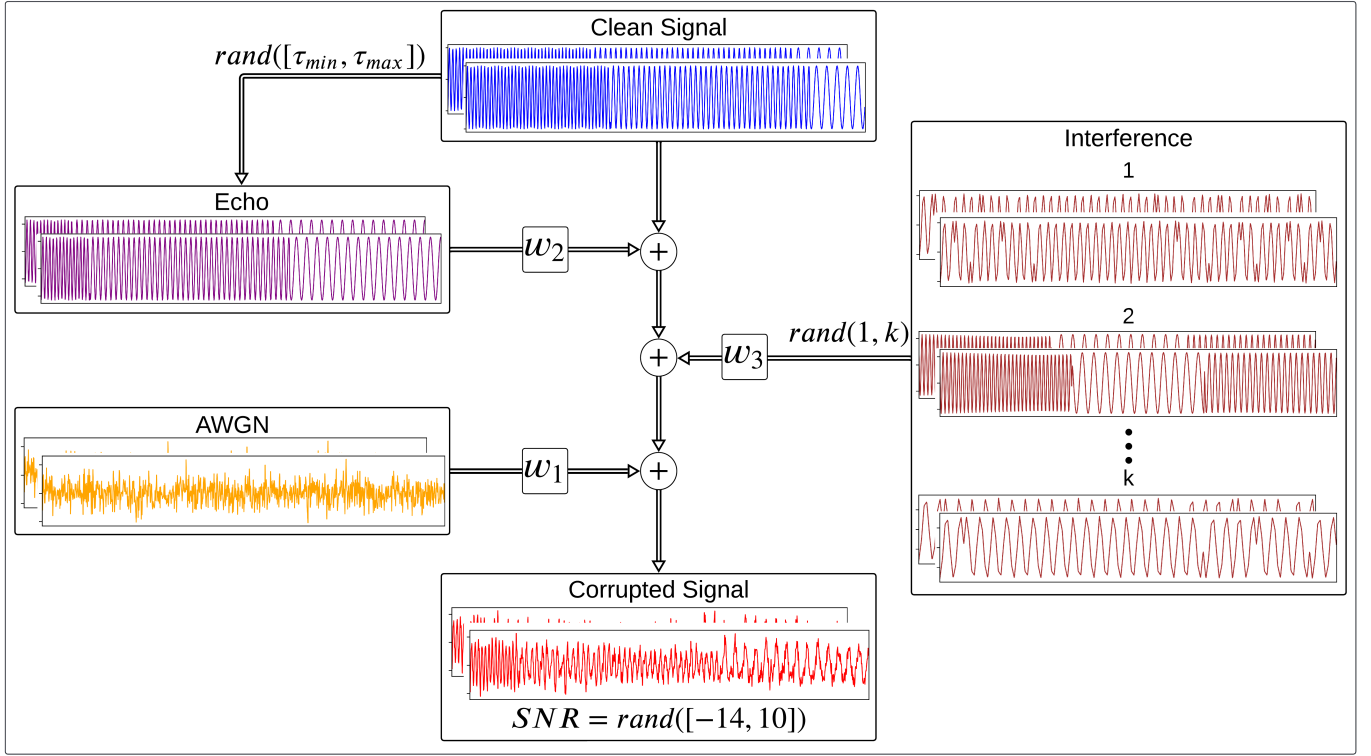 Clean Signal
rand([τ_min, τ_max])
Interference
1
Echo
w_2
+
2
rand(1, k)
+
w_3
AWGN
w_1
+
k
Corrupted Signal
SNR = rand([−14, 10])